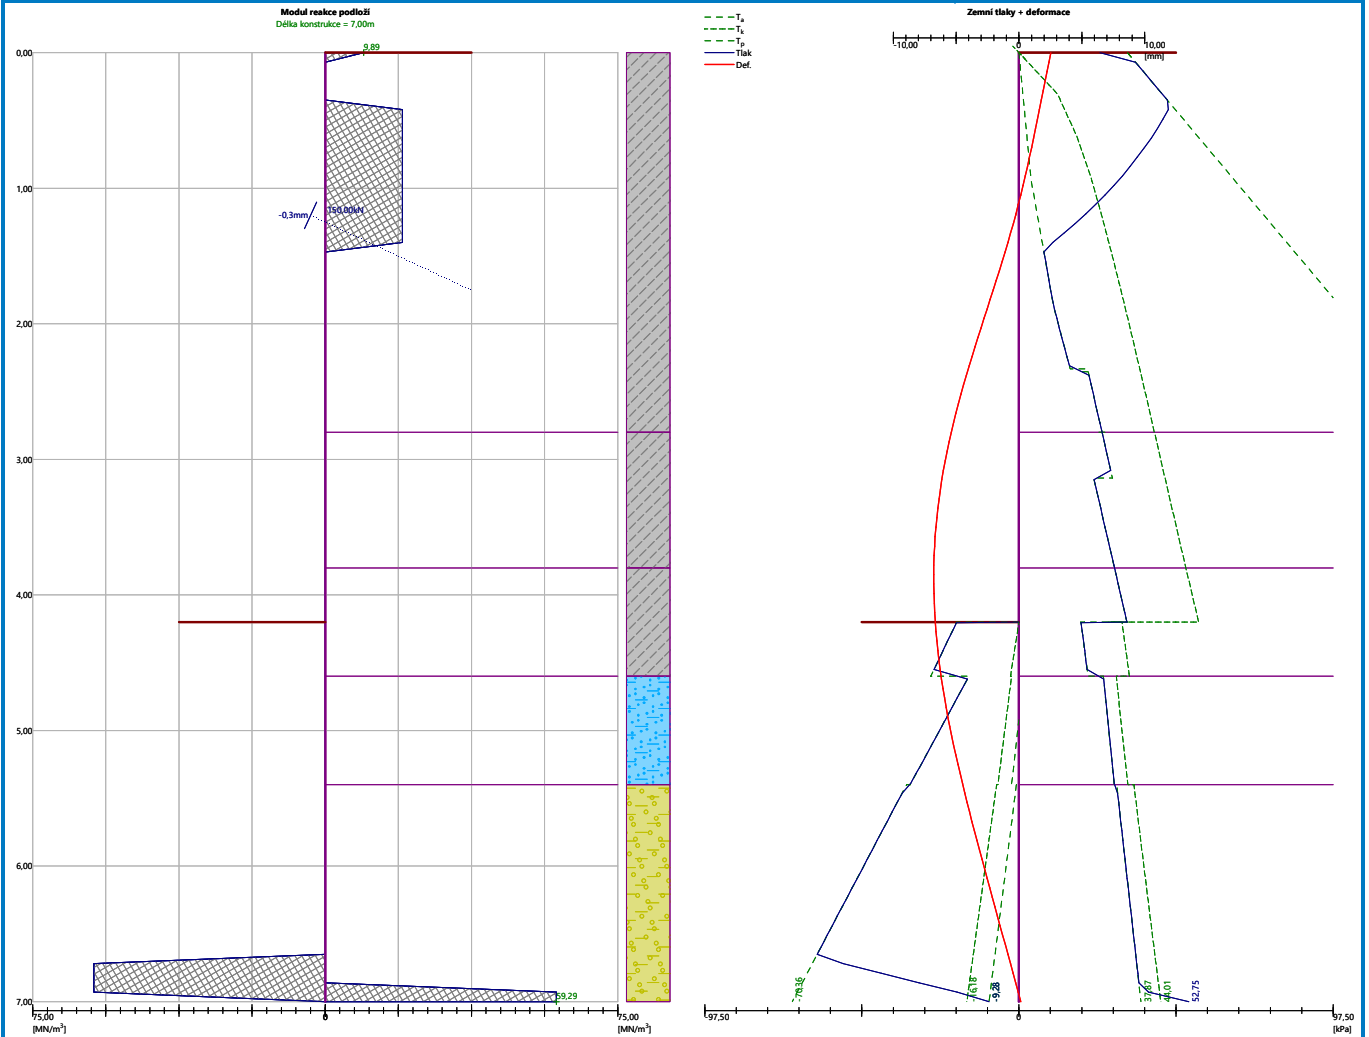 Modul reakce podloží
Délka konstrukce = 7,00m
9,89
0,00
1,00
-0,3mm
150,00kN
2,00
3,00
4,00
5,00
6,00
7,00
59,29
75,00
0
75,00
[MN/m³]
[MN/m³]
Zemní tlaky + deformace
Ta
Tk
Tp
Tlak
Def.
-10,00
0
10,00
[mm]
-70,36
-9,28
44,01
52,75
-97,50
0
97,50
[kPa]